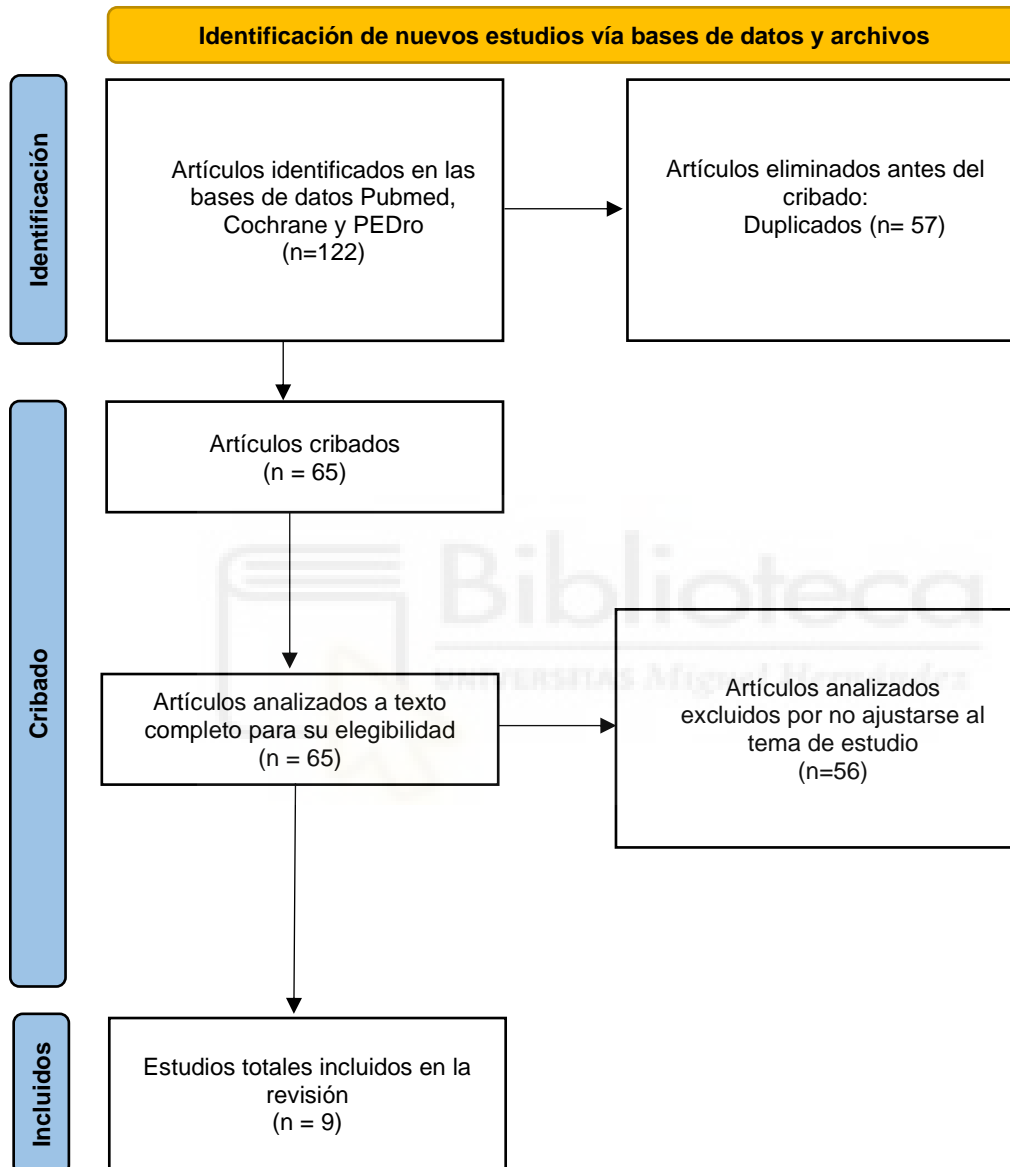 Identificación de nuevos estudios vía bases de datos y archivos
Identificación
Artículos identificados en las
bases de datos Pubmed,
Cochrane y PEDro
(n=122)
Artículos eliminados antes del
cribado:
Duplicados (n= 57)
Cribado
Artículos cribados
(n = 65)
Biblioteca
UNIVERSITAS Miguel Hernández
Artículos analizados a texto
completo para su elegibilidad
(n = 65)
Artículos analizados
excluidos por no ajustarse al
tema de estudio
(n=56)
Incluidos
Estudios totales incluidos en la
revisión
(n = 9)